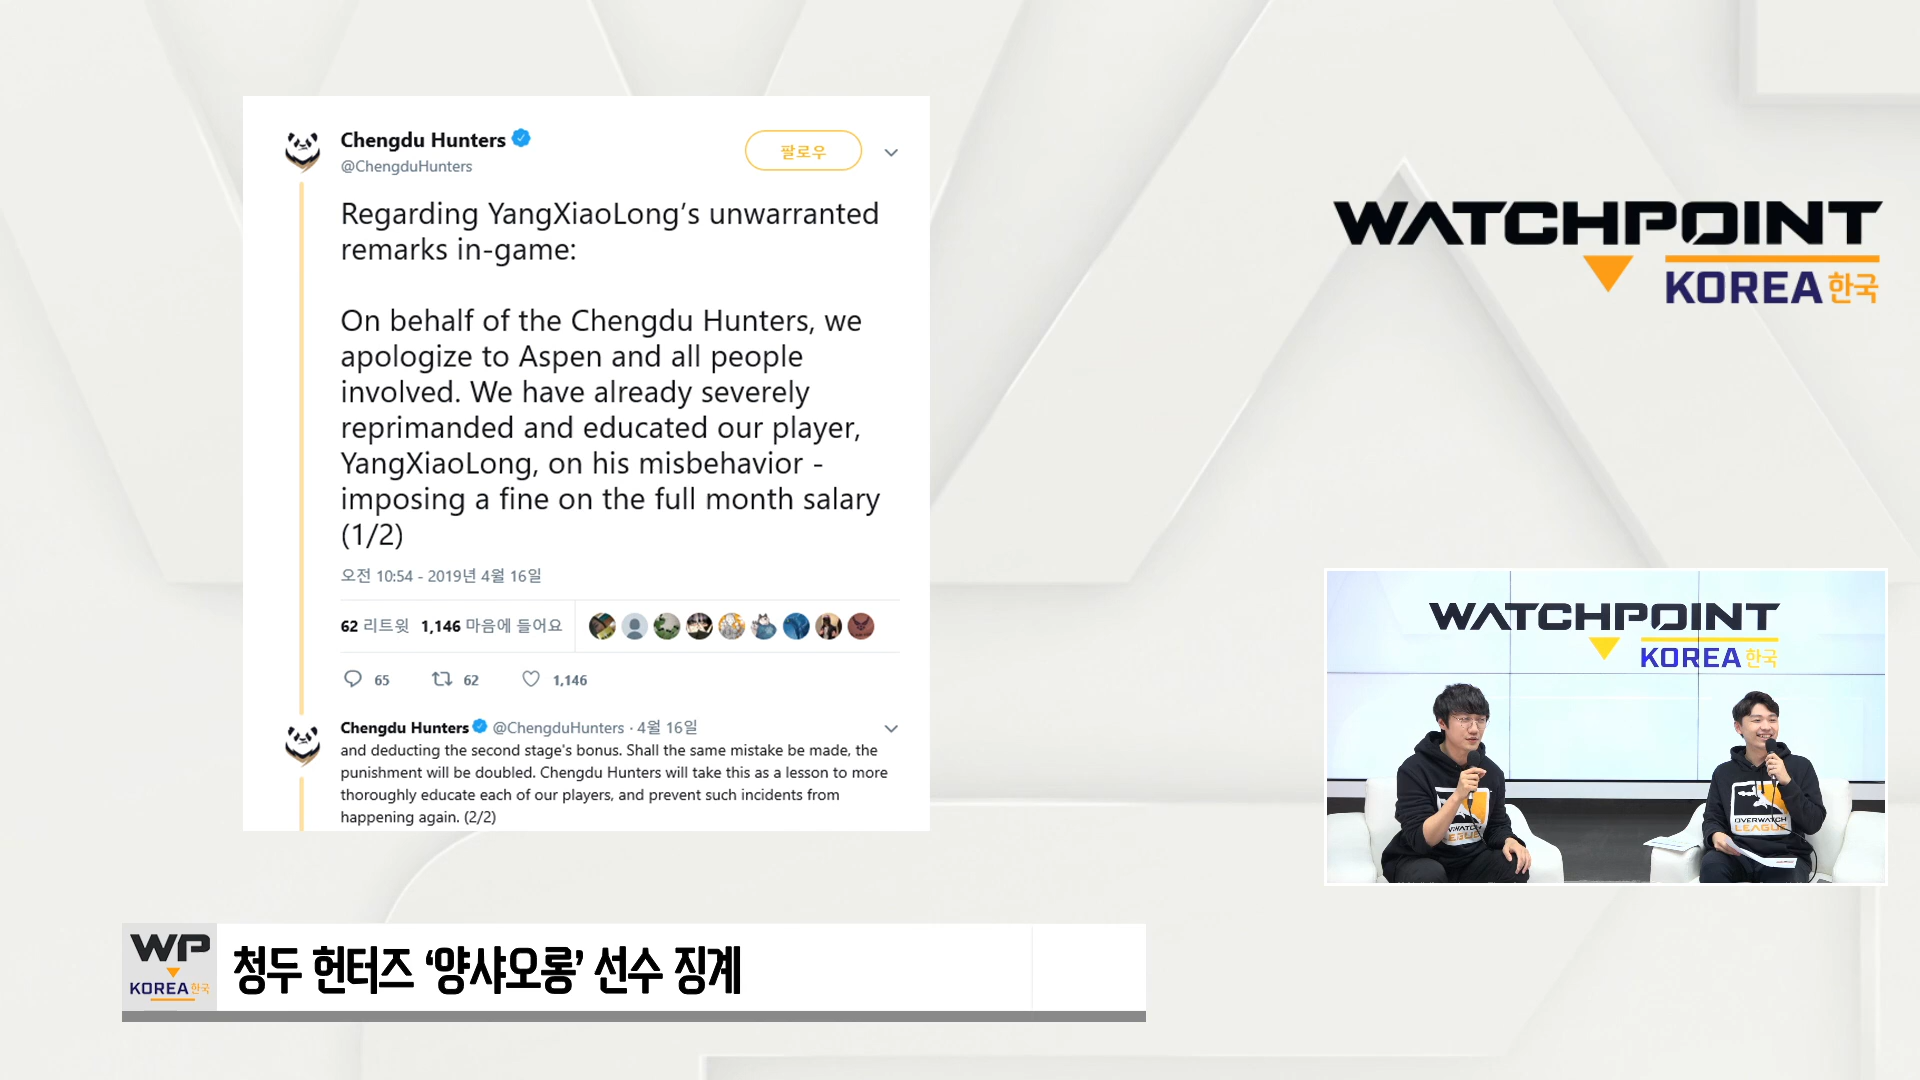 Chengdu Hunters
@ChengduHunters
팔로우
Regarding YangXiaoLong's unwarranted
remarks in-game:
On behalf of the Chengdu Hunters, we
apologize to Aspen and all people
involved. We have already severely
reprimanded and educated our player,
YangXiaoLong, on his misbehavior -
imposing a fine on the full month salary
(1/2)
오전 10:54 - 2019년 4월 16일
62 리트윗 1,146 마음에 들어요
65 62 1,146
Chengdu Hunters @ChengduHunters · 4월 16일
and deducting the second stage's bonus. Shall the same mistake be made, the
punishment will be doubled. Chengdu Hunters will take this as a lesson to more
thoroughly educate each of our players, and prevent such incidents from
happening again. (2/2)
WATCHPOINT
KOREA 한국
WATCHPOINT
KOREA 한국
OVERWATCH
LEAGUE
WP
KOREA 한국
청두 헌터즈 ‘양샤오롱’ 선수 징계